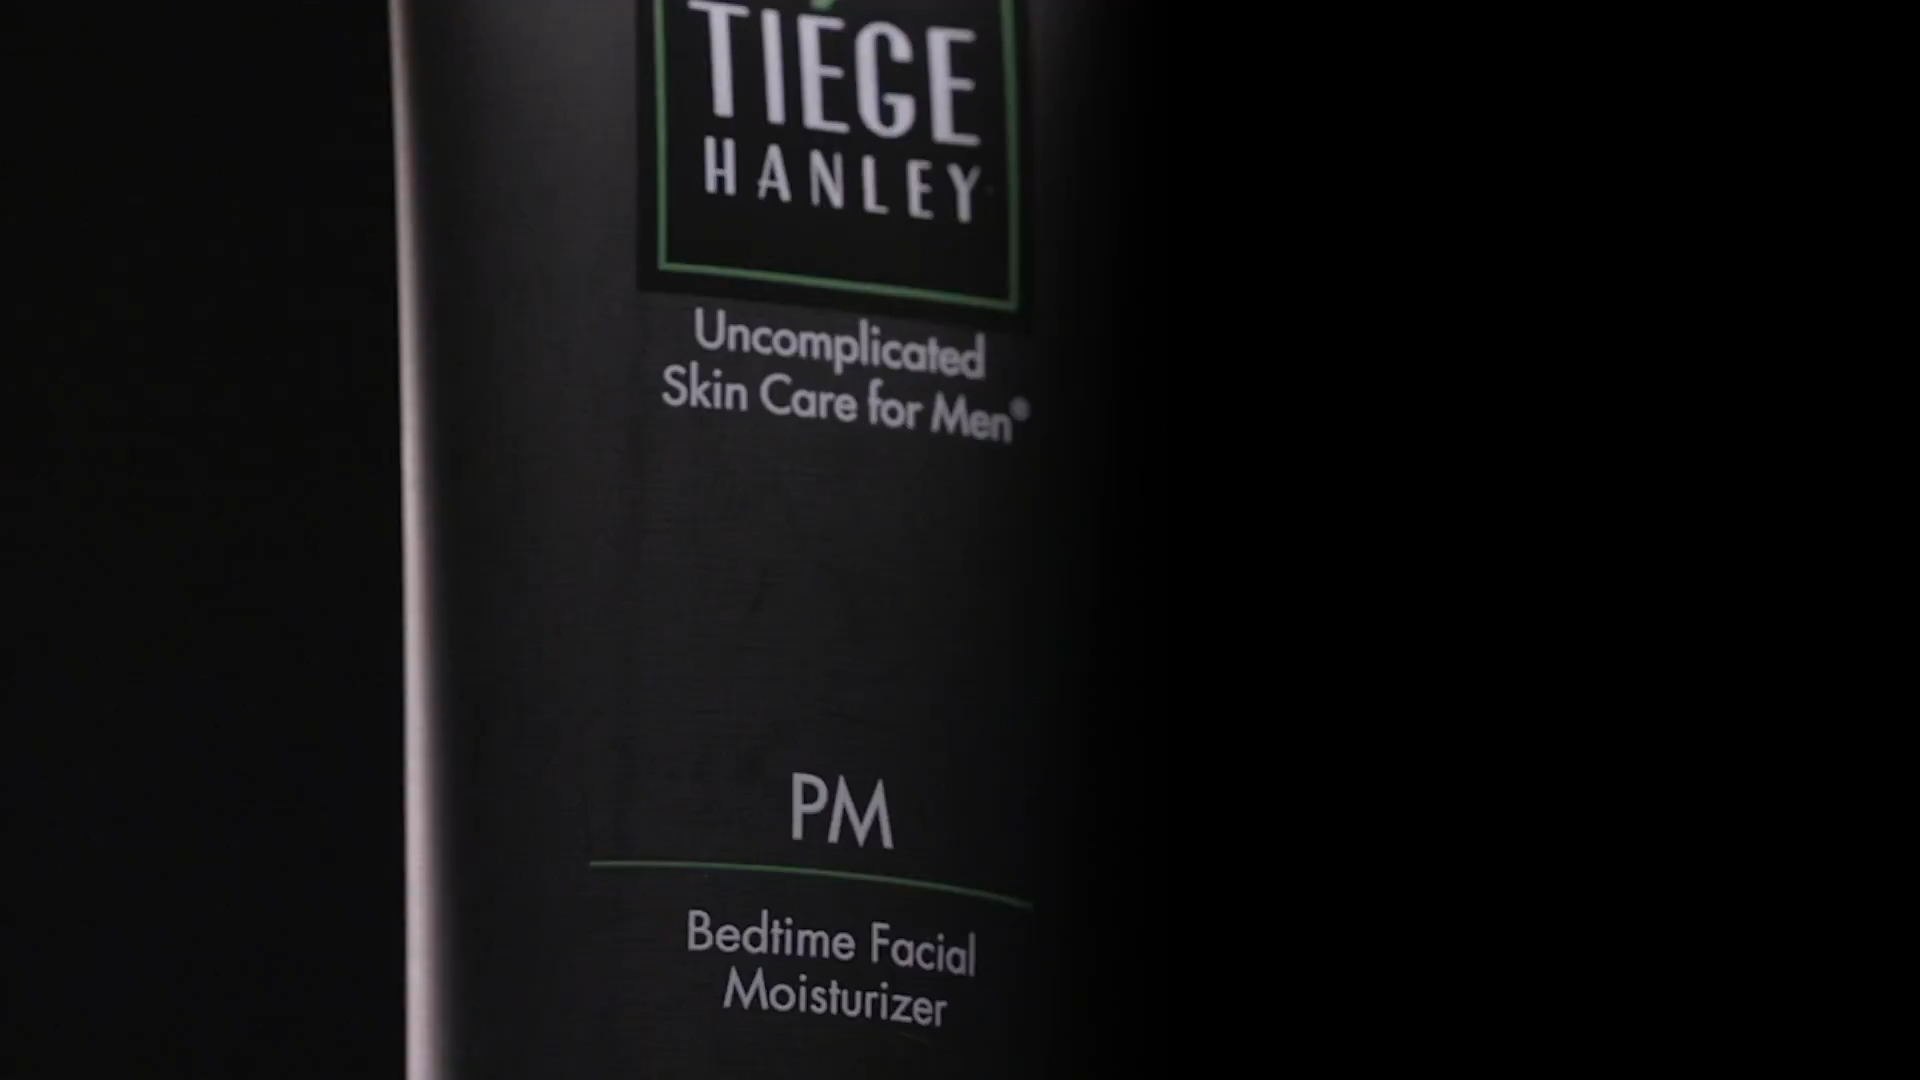 TIEGE
HANLEY
Uncomplicated
Skin Care for Men®
PM
Bedtime Facial
Moisturizer